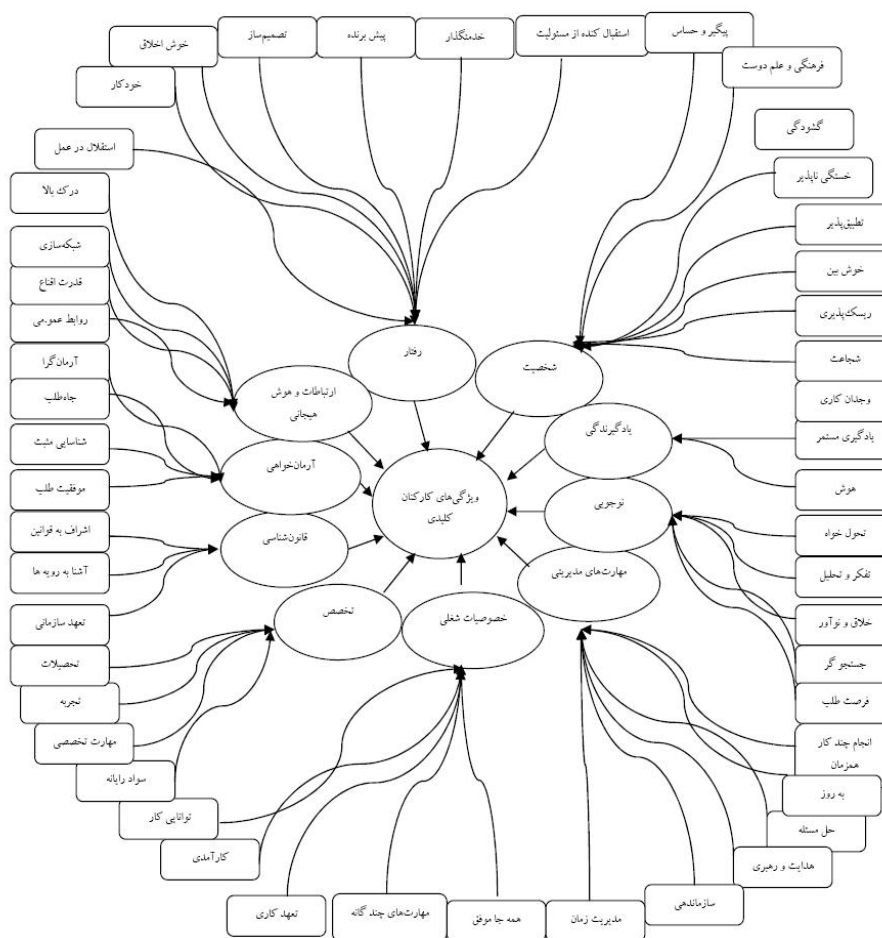 پیگیر و حساس
استقبال کننده از مسئولیت
خدمتگذار
پیش برنده
تصمیم‌ساز
خوش اخلاق
فرهنگی و علم دوست
خودکار
گشودگی
استقلال در عمل
خستگی ناپذیر
درک بالا
تطبیق‌پذیر
شبکه‌سازی
خوش بین
قدرت اقناع
ریسک‌پذیری
روابط عمومی
رفتار
شجاعت
شخصیت
آرمان‌گرا
ارتباطات و هوش
هیجانی
وجدان کاری
جاه‌طلب
یادگیرندگی
یادگیری مستمر
شناسایی مثبت
آرمان‌خواهی
هوش
موفقیت طلب
ویژگی‌های کارکنان
کلیدی
نوجویی
تحول خواه
اشراف به قوانین
قانون‌شناسی
تفکر و تحلیل
آشنا به رویه ها
مهارت‌های مدیریتی
خلاق و نوآور
تعهد سازمانی
تخصص
خصوصیات شغلی
جستجو گر
تحصیلات
فرصت طلب
تجربه
انجام چند کار
همزمان
مهارت تخصصی
به روز
سواد رایانه
حل مسئله
توانایی کار
هدایت و رهبری
کارآمدی
سازماندهی
مدیریت زمان
همه جا موفق
مهارت‌های چند گانه
تعهد کاری